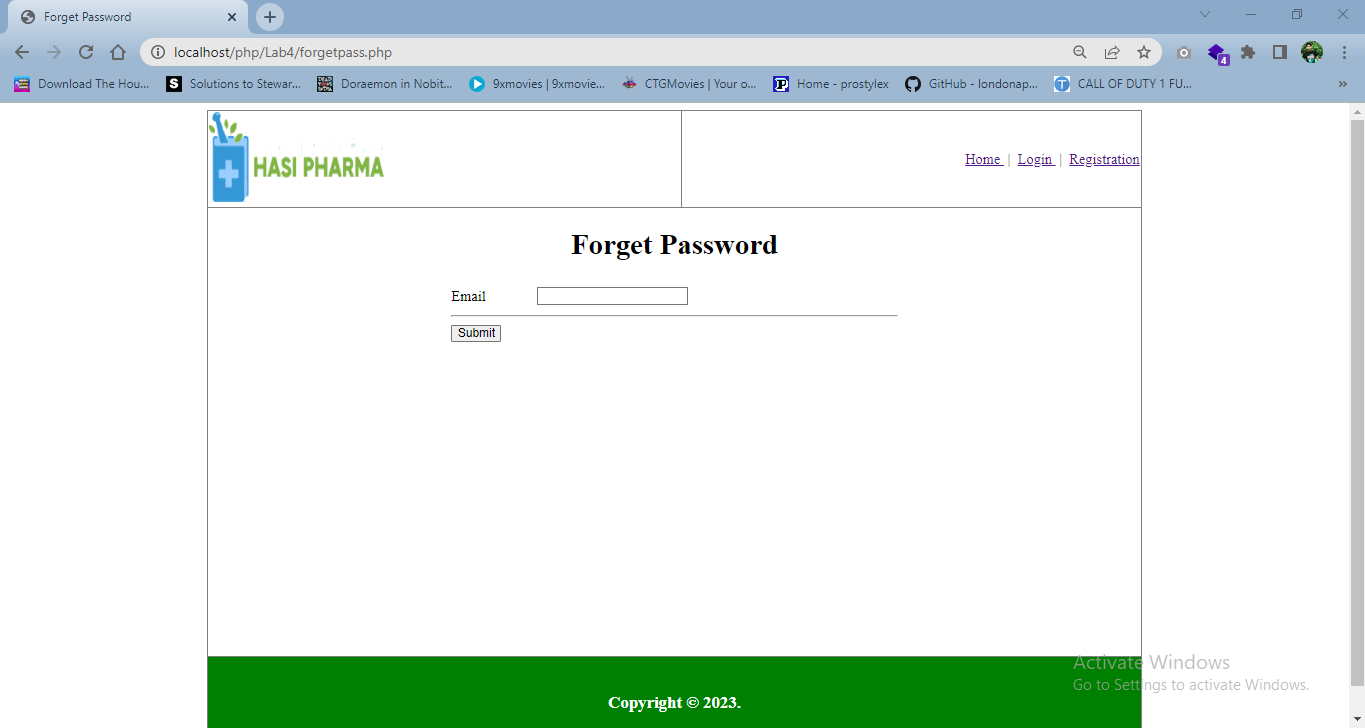 Forget Password
localhost/php/Lab4/forgetpass.php
4
Download The Hou... S Solutions to Stewar... Doraemon in Nobit... 9xmovies | 9xmovie... CTGMovies | Your o... P Home - prostylex GitHub - londonap... T CALL OF DUTY 1 FU... »
HASI PHARMA
Home | Login | Registration
Forget Password
Email
Submit
Activate Windows
Go to Settings to activate Windows.
Copyright © 2023.